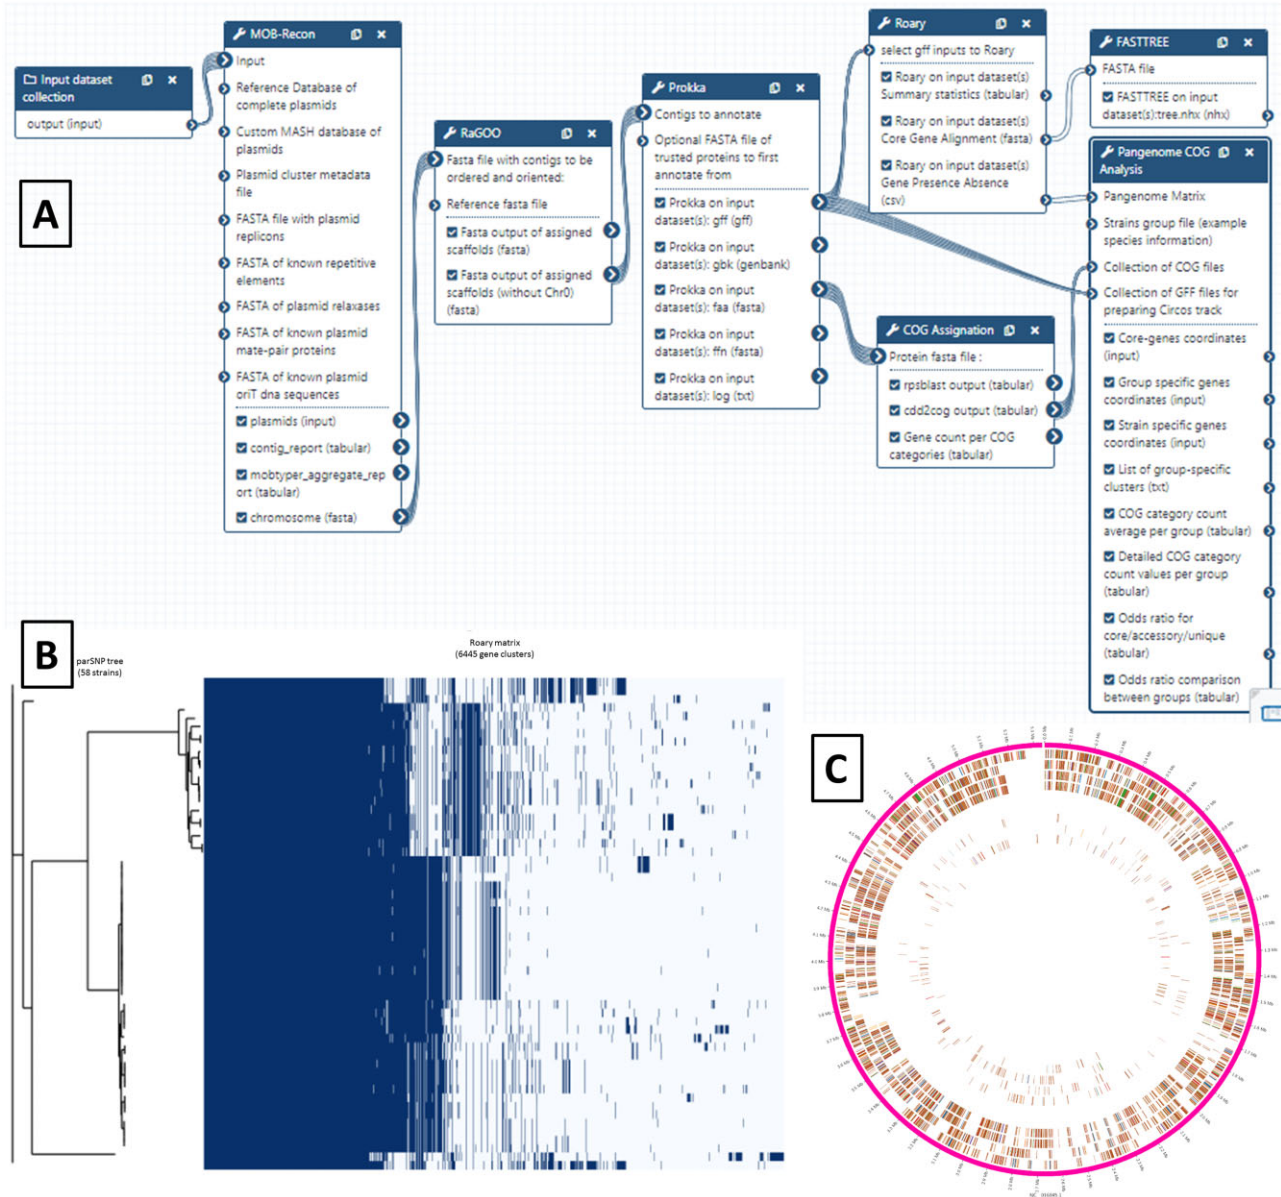 Input dataset
collection
output (input)
MOB-Recon
Input
Reference Database of
complete plasmids
Custom MASH database of
plasmids
Plasmid cluster metadata
file
FASTA file with plasmid
replicons
FASTA of known repetitive
elements
FASTA of plasmid relaxases
FASTA of known plasmid
mate-pair proteins
FASTA of known plasmid
oriT dna sequences
plasmids (input)
contig_report (tabular)
mobtyper_aggregate_rep
ort (tabular)
chromosome (fasta)
RaGOO
Fasta file with contigs to be
ordered and oriented:
Reference fasta file
Fasta output of assigned
scaffolds (fasta)
Fasta output of assigned
scaffolds (without Chr0)
(fasta)
Prokka
Contigs to annotate
Optional FASTA file of
trusted proteins to first
annotate from
Prokka on input
dataset(s): gff (gff)
Prokka on input
dataset(s): gbk (genbank)
Prokka on input
dataset(s): faa (fasta)
Prokka on input
dataset(s): ffn (fasta)
Prokka on input
dataset(s): log (txt)
Roary
select gff inputs to Roary
Roary on input dataset(s)
Summary statistics (tabular)
Roary on input dataset(s)
Core Gene Alignment (fasta)
Roary on input dataset(s)
Gene Presence Absence
(csv)
COG Assignation
Protein fasta file :
rpsblast output (tabular)
cdd2cog output (tabular)
Gene count per COG
categories (tabular)
FASTTREE
FASTA file
FASTTREE on input
dataset(s):tree.nhx (nhx)
Pangenome COG
Analysis
Pangenome Matrix
Strains group file (example
species information)
Collection of COG files
Collection of GFF files for
preparing Circos track
Core-genes coordinates
(input)
Group specific genes
coordinates (input)
Strain specific genes
coordinates (input)
List of group-specific
clusters (txt)
COG category count
average per group (tabular)
Detailed COG category
count values per group
(tabular)
Odds ratio for
core/accessory/unique
(tabular)
Odds ratio comparison
between groups (tabular)
A
B
parSNP tree
(58 strains)
Roary matrix
(6445 gene clusters)
C